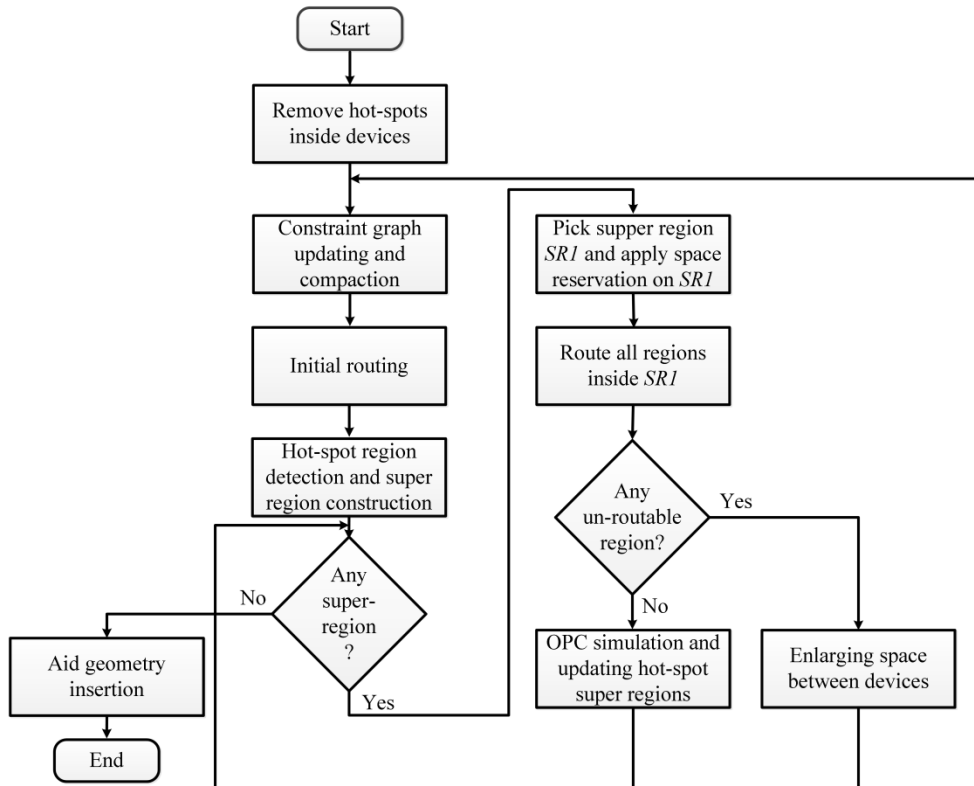 Start
Remove hot-spots
inside devices
Constraint graph
updating and
compaction
Initial routing
Hot-spot region
detection and super
region construction
Any
super-
region
?
No
Yes
Aid geometry
insertion
End
Pick supper region
SR1 and apply space
reservation on SR1
Route all regions
inside SR1
Any
un-routable
region?
Yes
No
OPC simulation and
updating hot-spot
super regions
Enlarging space
between devices